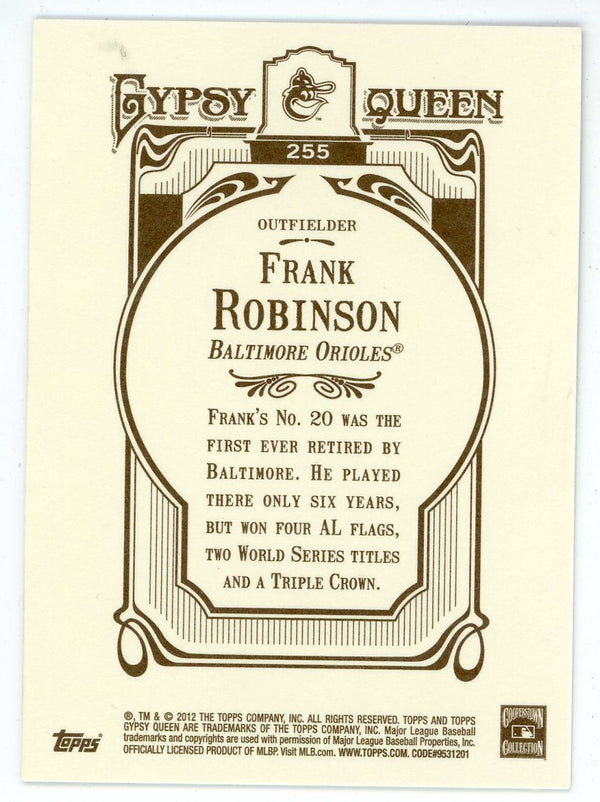 GYPSY QUEEN
™
255
OUTFIELDER
FRANK
ROBINSON
BALTIMORE ORIOLES®
FRANK'S NO. 20 WAS THE
FIRST EVER RETIRED BY
BALTIMORE. HE PLAYED
THERE ONLY SIX YEARS,
BUT WON FOUR AL FLAGS,
TWO WORLD SERIES TITLES
AND A TRIPLE CROWN.
®, TM & © 2012 THE TOPPS COMPANY, INC. ALL RIGHTS RESERVED. TOPPS AND TOPPS
GYPSY QUEEN ARE TRADEMARKS OF THE TOPPS COMPANY, INC. Major League Baseball
trademarks and copyrights are used with permission of Major League Baseball Properties, Inc.
OFFICIALLY LICENSED PRODUCT OF MLBP. Visit MLB.com. WWW.TOPPS.COM. CODE#9531201
Topps®
COOPERSTOWN
COLLECTION